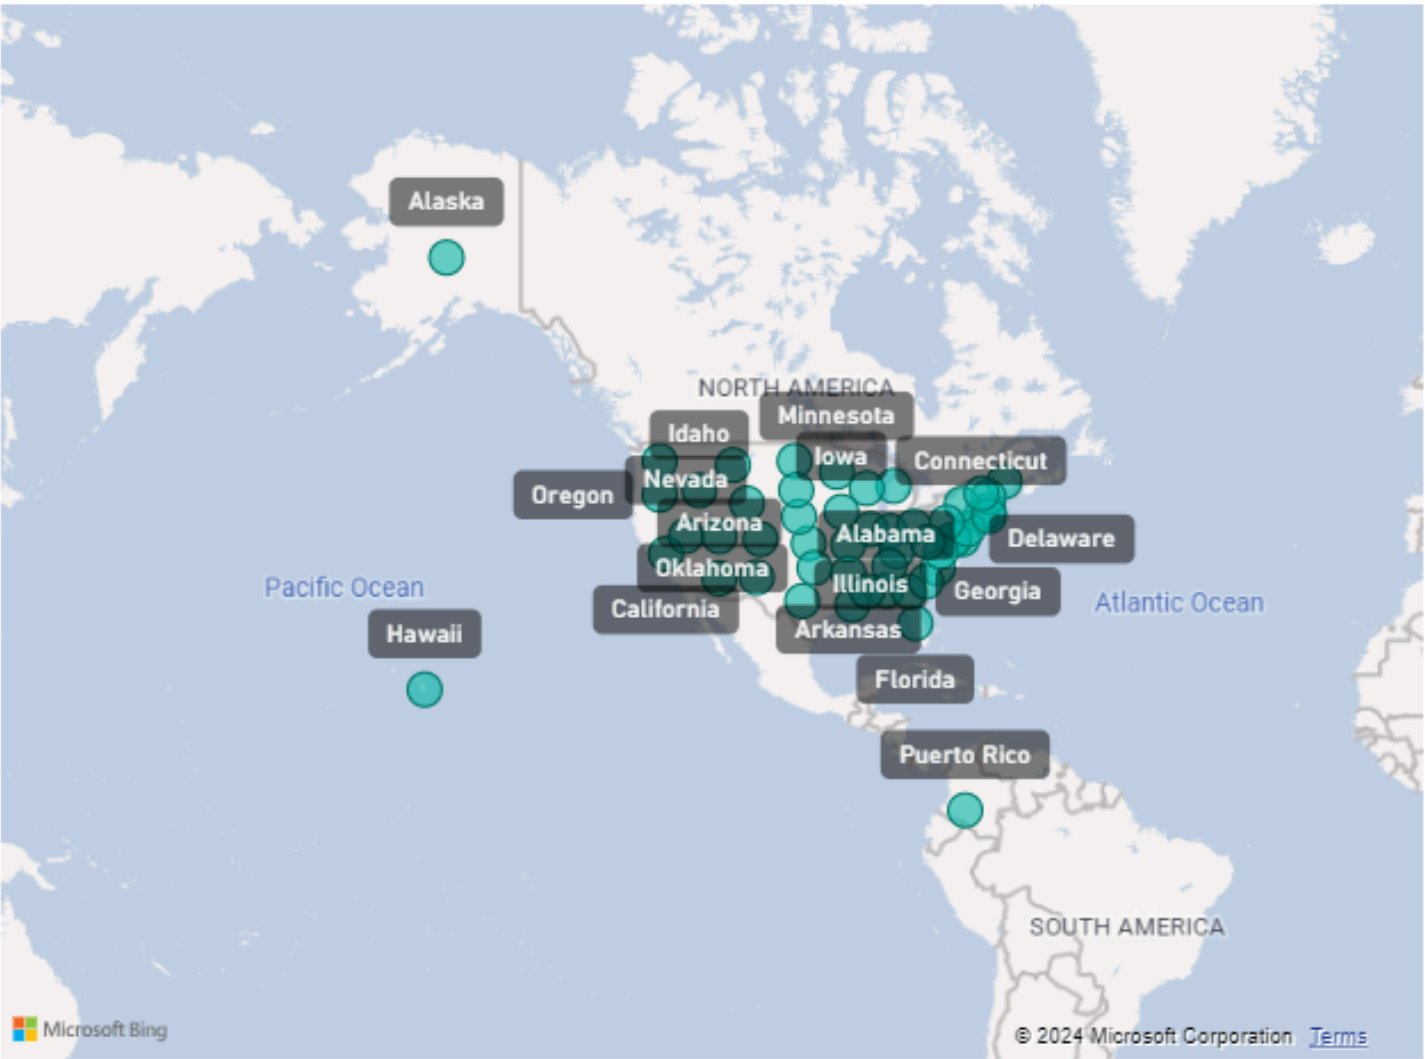 Alaska
NORTH AMERICA
Minnesota
Idaho
Iowa
Connecticut
Nevada
Oregon
Arizona
Alabama
Delaware
Oklahoma
Illinois
Pacific Ocean
Georgia
Atlantic Ocean
California
Arkansas
Hawaii
Florida
Puerto Rico
SOUTH AMERICA
Microsoft Bing
© 2024 Microsoft Corporation Terms